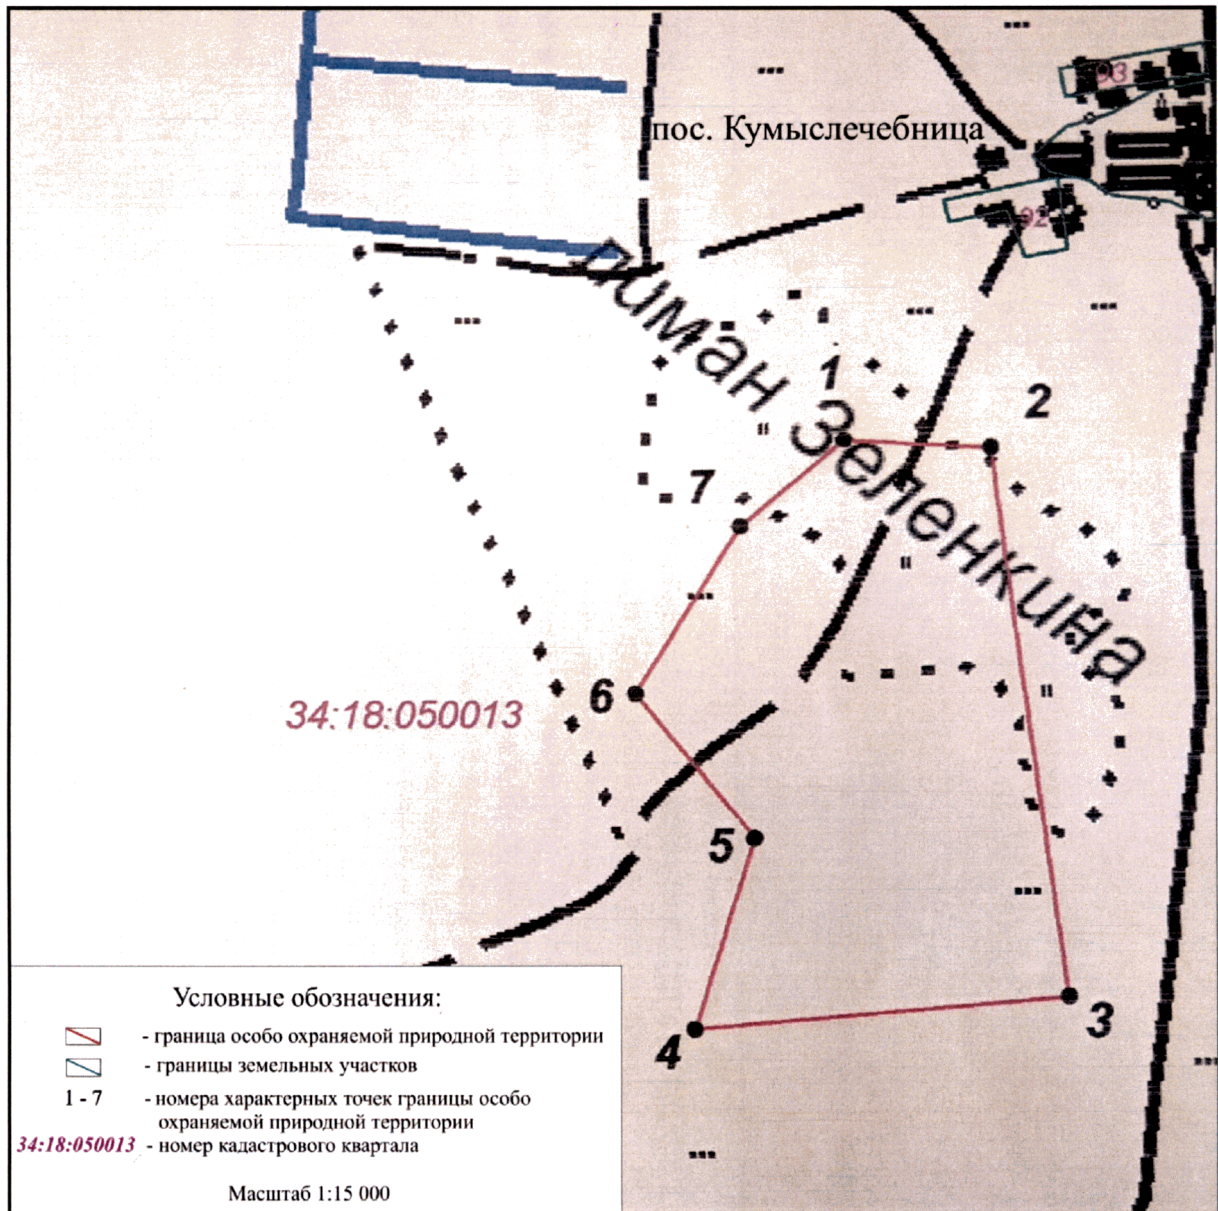 93
пос. Кумыслечебница
92
лиман Зеленкина
1
2
7
6
34:18:050013
5
3
4
Условные обозначения:
- граница особо охраняемой природной территории
- границы земельных участков
1 - 7 - номера характерных точек границы особо
охраняемой природной территории
34:18:050013 - номер кадастрового квартала
Масштаб 1:15 000